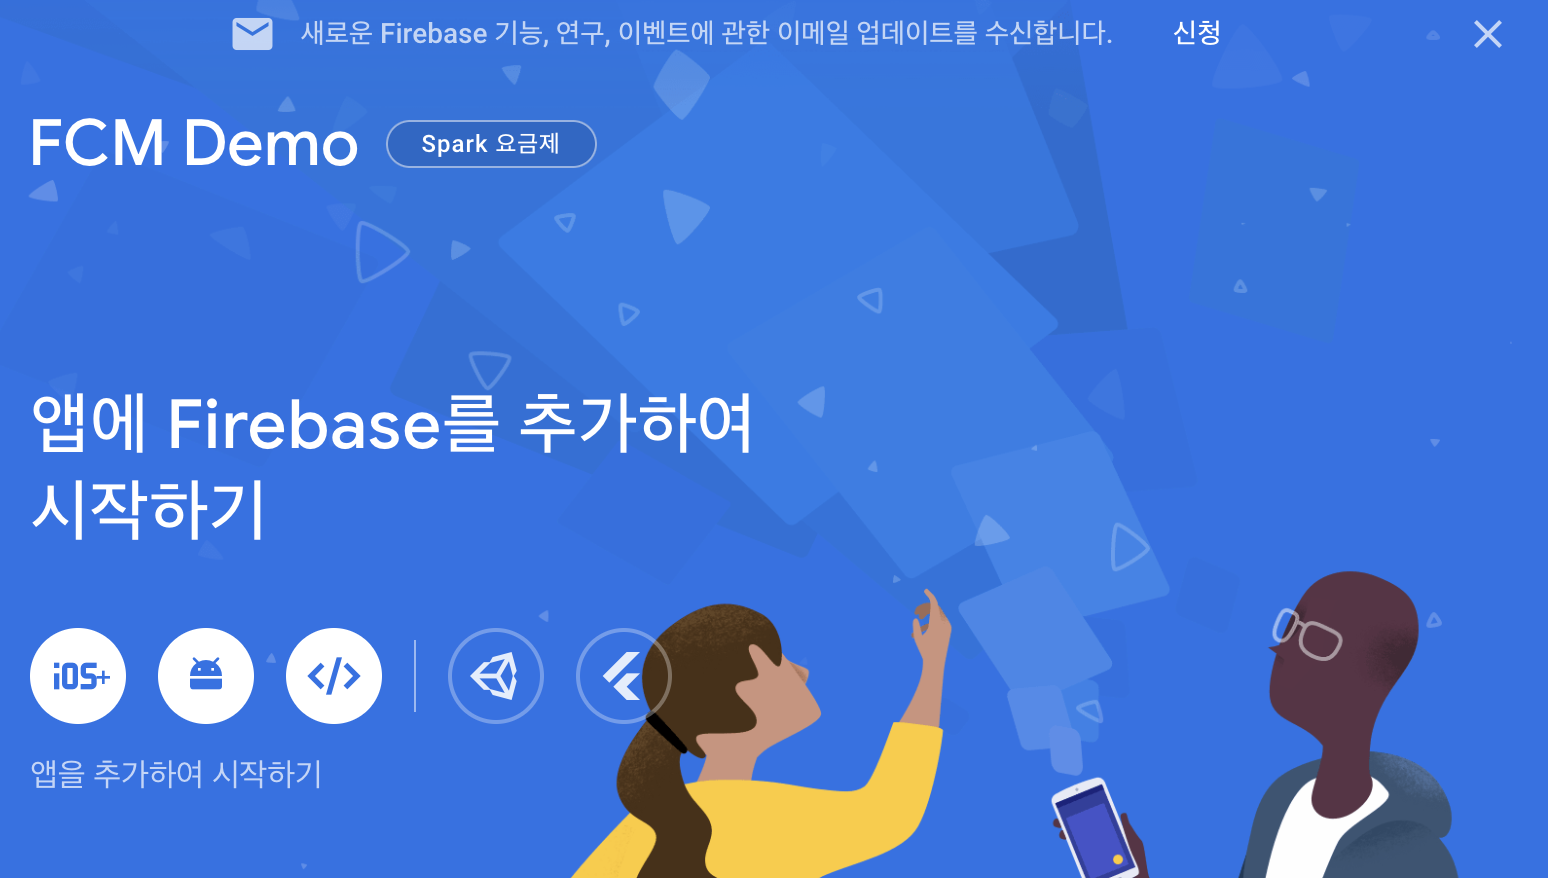 새로운 Firebase 기능, 연구, 이벤트에 관한 이메일 업데이트를 수신합니다. 신청
FCM Demo Spark 요금제
앱에 Firebase를 추가하여
시작하기
iOS+ </>
앱을 추가하여 시작하기